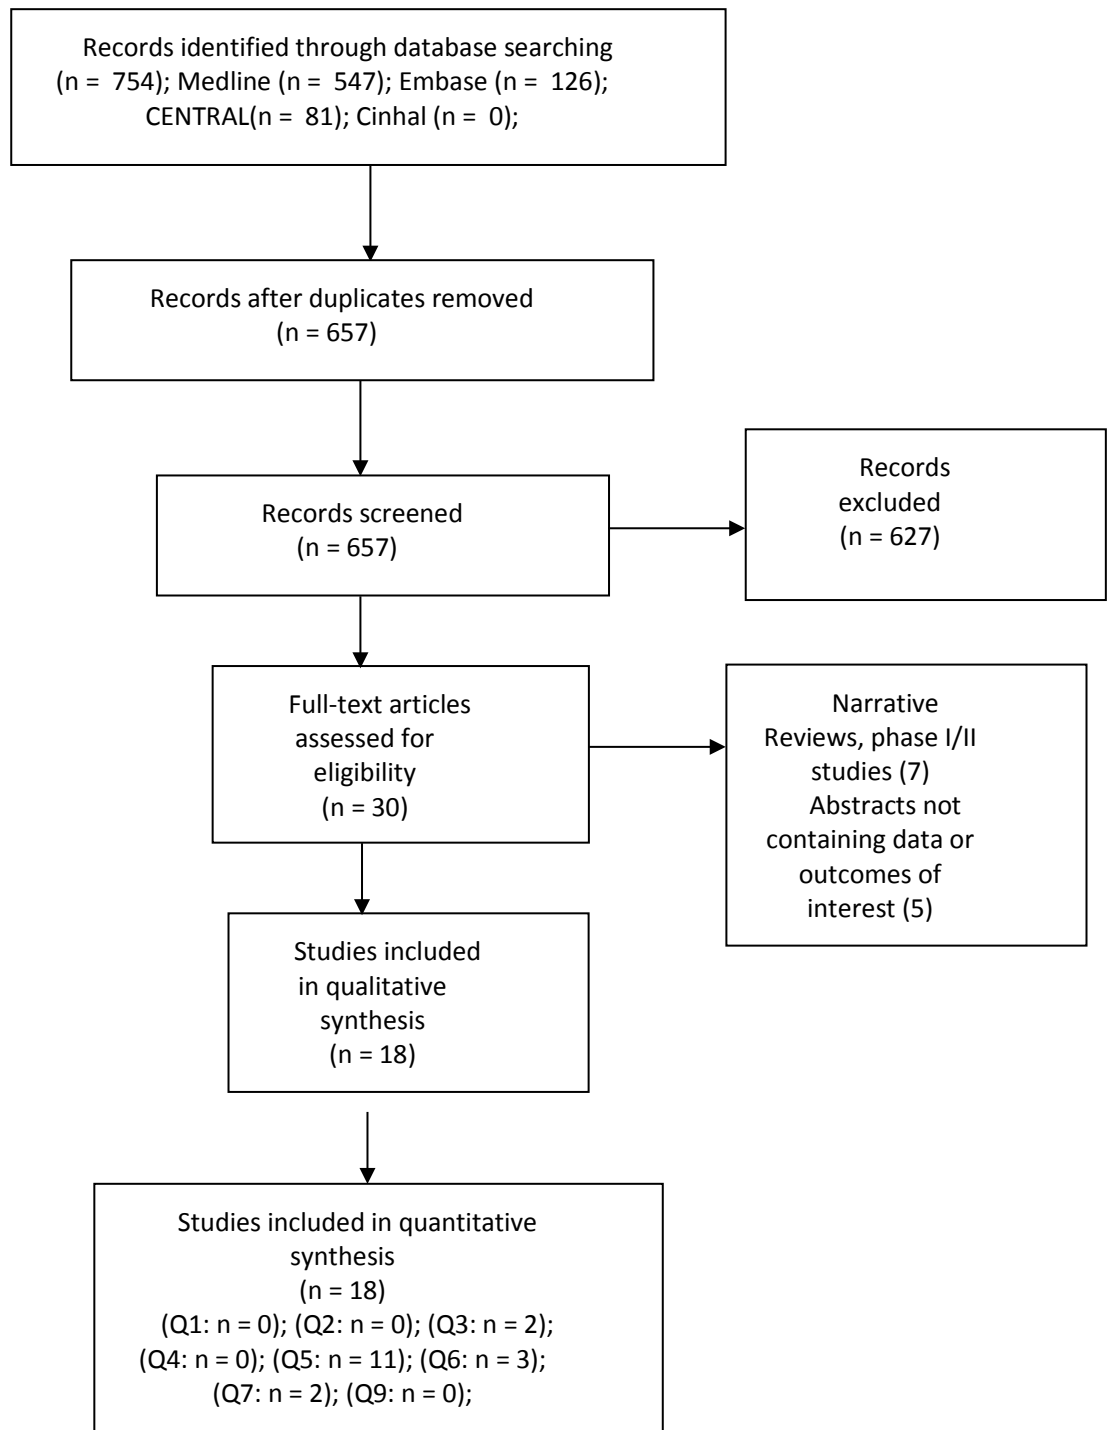 Records identified through database searching
(n = 754); Medline (n = 547); Embase (n = 126);
CENTRAL(n = 81); Cinhal (n = 0);
Records after duplicates removed
(n = 657)
Records screened
(n = 657)
Records
excluded
(n = 627)
Full-text articles
assessed for
eligibility
(n = 30)
Narrative
Reviews, phase I/II
studies (7)
Abstracts not
containing data or
outcomes of
interest (5)
Studies included
in qualitative
synthesis
(n = 18)
Studies included in quantitative
synthesis
(n = 18)
(Q1: n = 0); (Q2: n = 0); (Q3: n = 2);
(Q4: n = 0); (Q5: n = 11); (Q6: n = 3);
(Q7: n = 2); (Q9: n = 0);